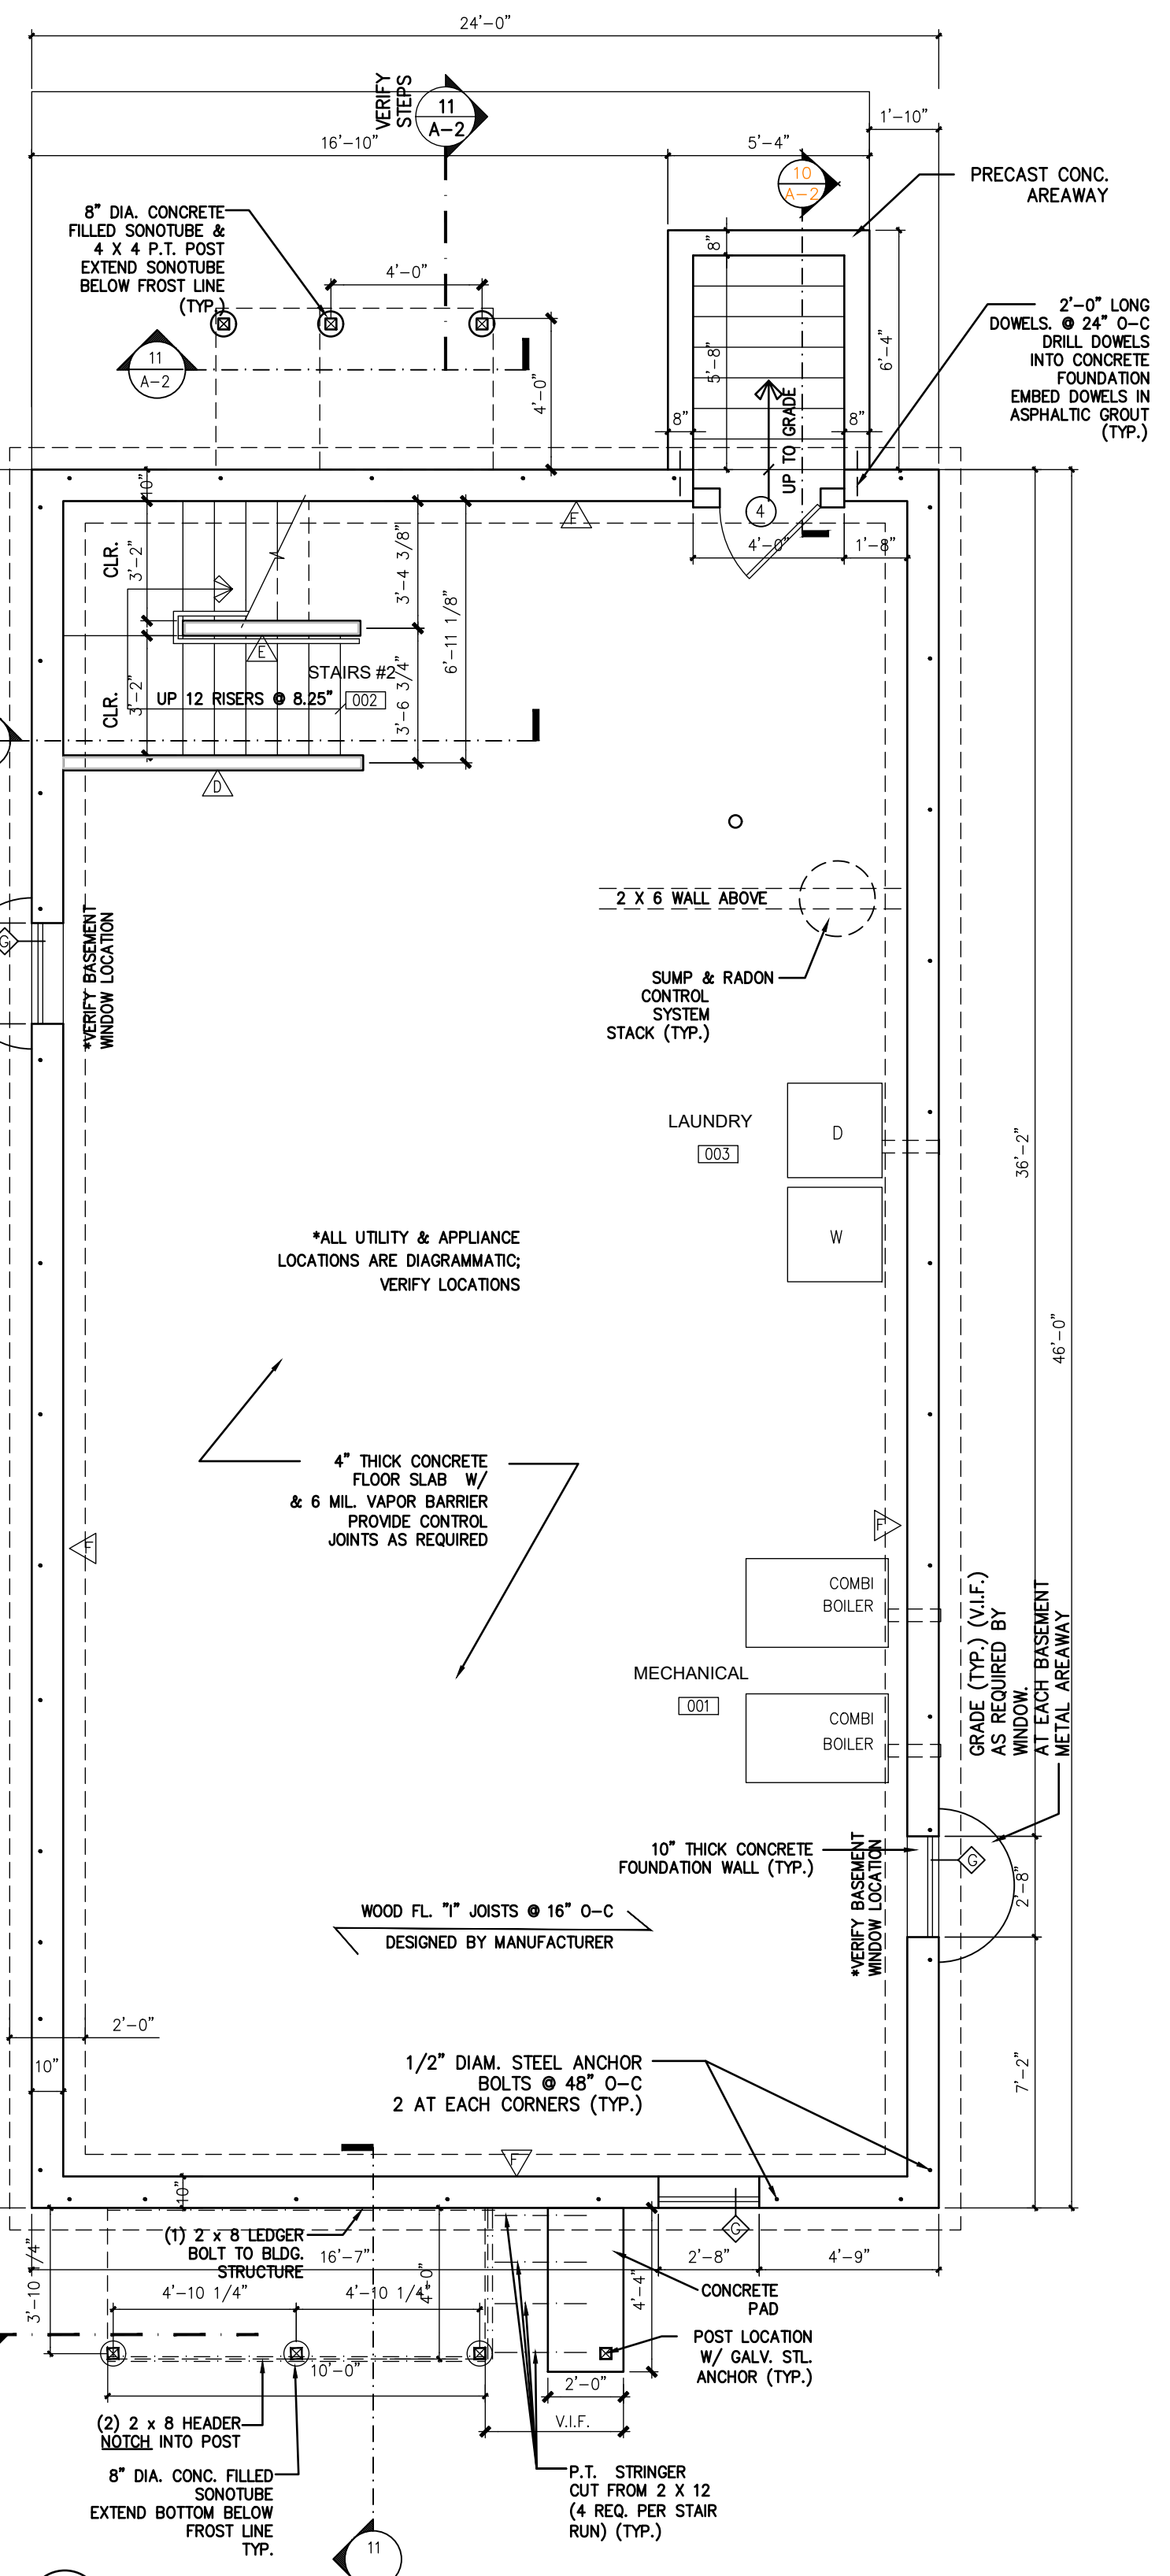 24'-0"
VERIFY
STEPS
11
A-2
1'-10"
16'-10"
5'-4"
10
A-2
PRECAST CONC.
AREAWAY
8" DIA. CONCRETE
FILLED SONOTUBE &
4 X 4 P.T. POST
EXTEND SONOTUBE
BELOW FROST LINE
(TYP.)
4'-0"
8"
11
A-2
4'-0"
5'-8"
6'-4"
2'-0" LONG
DOWELS. @ 24" O-C
DRILL DOWELS
INTO CONCRETE
FOUNDATION
EMBED DOWELS IN
ASPHALTIC GROUT
(TYP.)
8"
8"
UP TO GRADE
4
10"
F
4'-0"
1'-8"
CLR.
3'-2"
3'-4 3/8"
6'-11 1/8"
E
STAIRS #2
UP 12 RISERS @ 8.25"
002
CLR.
3'-2"
3'-6 3/4"
D
2 X 6 WALL ABOVE
G
*VERIFY BASEMENT
WINDOW LOCATION
SUMP & RADON
CONTROL
SYSTEM
STACK (TYP.)
LAUNDRY
003
D
W
36'-2"
46'-0"
*ALL UTILITY & APPLIANCE
LOCATIONS ARE DIAGRAMMATIC;
VERIFY LOCATIONS
4" THICK CONCRETE
FLOOR SLAB W/
& 6 MIL. VAPOR BARRIER
PROVIDE CONTROL
JOINTS AS REQUIRED
F
F
COMBI
BOILER
MECHANICAL
001
COMBI
BOILER
GRADE (TYP.) (V.I.F.)
AS REQUIRED BY
WINDOW.
AT EACH BASEMENT
METAL AREAWAY
10" THICK CONCRETE
FOUNDATION WALL (TYP.)
*VERIFY BASEMENT
WINDOW LOCATION
G
2'-8"
WOOD FL. "I" JOISTS @ 16" O-C
DESIGNED BY MANUFACTURER
2'-0"
10"
1/2" DIAM. STEEL ANCHOR
BOLTS @ 48" O-C
2 AT EACH CORNERS (TYP.)
7'-2"
F
10"
G
(1) 2 x 8 LEDGER
BOLT TO BLDG.
STRUCTURE
16'-7"
2'-8"
4'-9"
3'-10 1/4"
4'-10 1/4"
4'-10 1/4"
4'-0"
4'-4"
CONCRETE
PAD
POST LOCATION
W/ GALV. STL.
ANCHOR (TYP.)
10'-0"
2'-0"
V.I.F.
(2) 2 x 8 HEADER
NOTCH INTO POST
8" DIA. CONC. FILLED
SONOTUBE
EXTEND BOTTOM BELOW
FROST LINE
TYP.
P.T. STRINGER
CUT FROM 2 X 12
(4 REQ. PER STAIR
RUN) (TYP.)
11